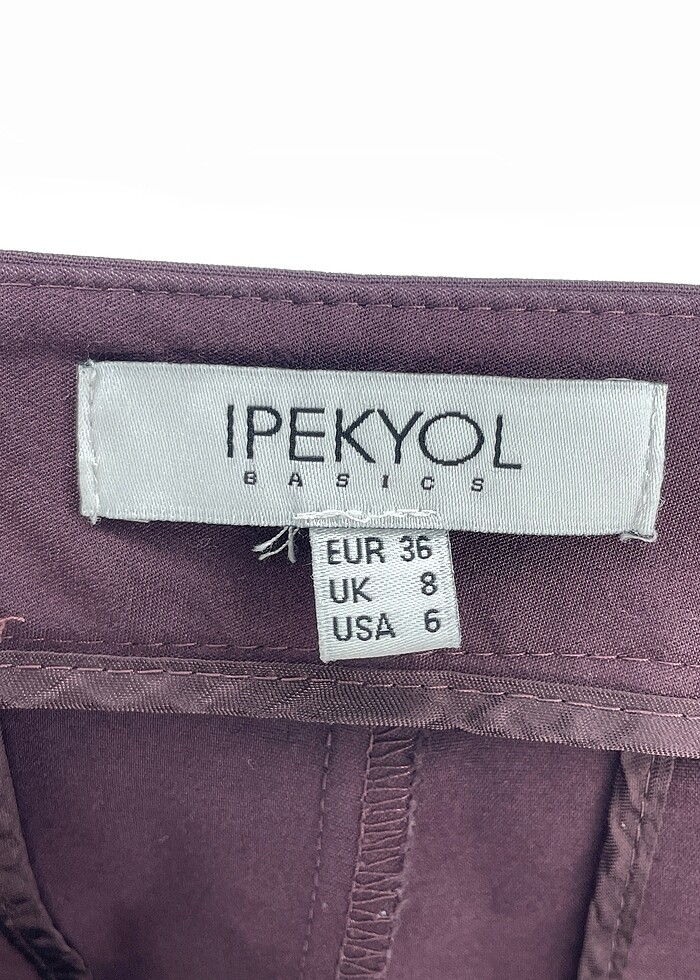 IPEKYOL
BASICS
EUR 36
UK 8
USA 6